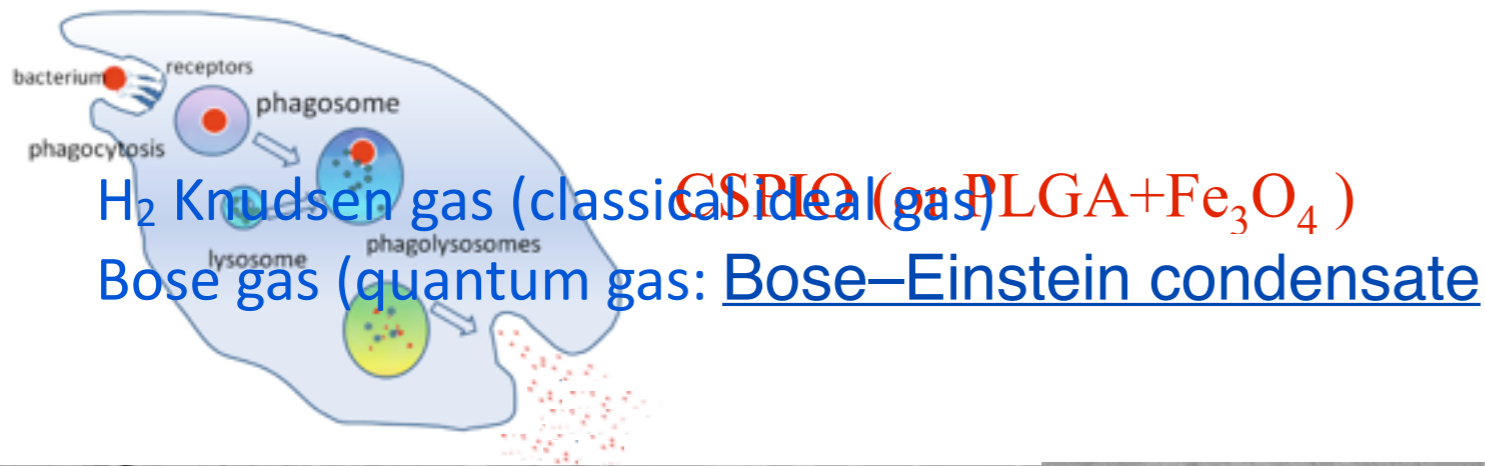 receptors
bacterium
phagosome
phagocytosis
H₂ Knudsen gas (classical ideal gas)
CSPIO (or PLGA+Fe₃O₄ )
phagolysosomes
lysosome
Bose gas (quantum gas: Bose–Einstein condensate